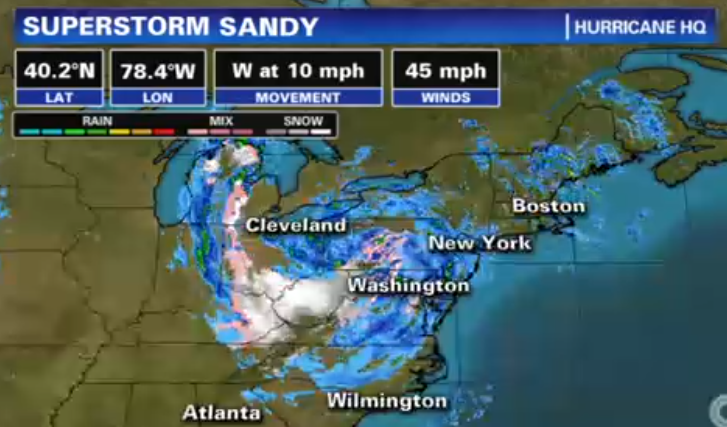 SUPERSTORM SANDY
HURRICANE HQ
40.2°N 78.4°W W at 10 mph 45 mph
LAT LON MOVEMENT WINDS
RAIN MIX SNOW
Cleveland
Boston
New York
Washington
Wilmington
Atlanta